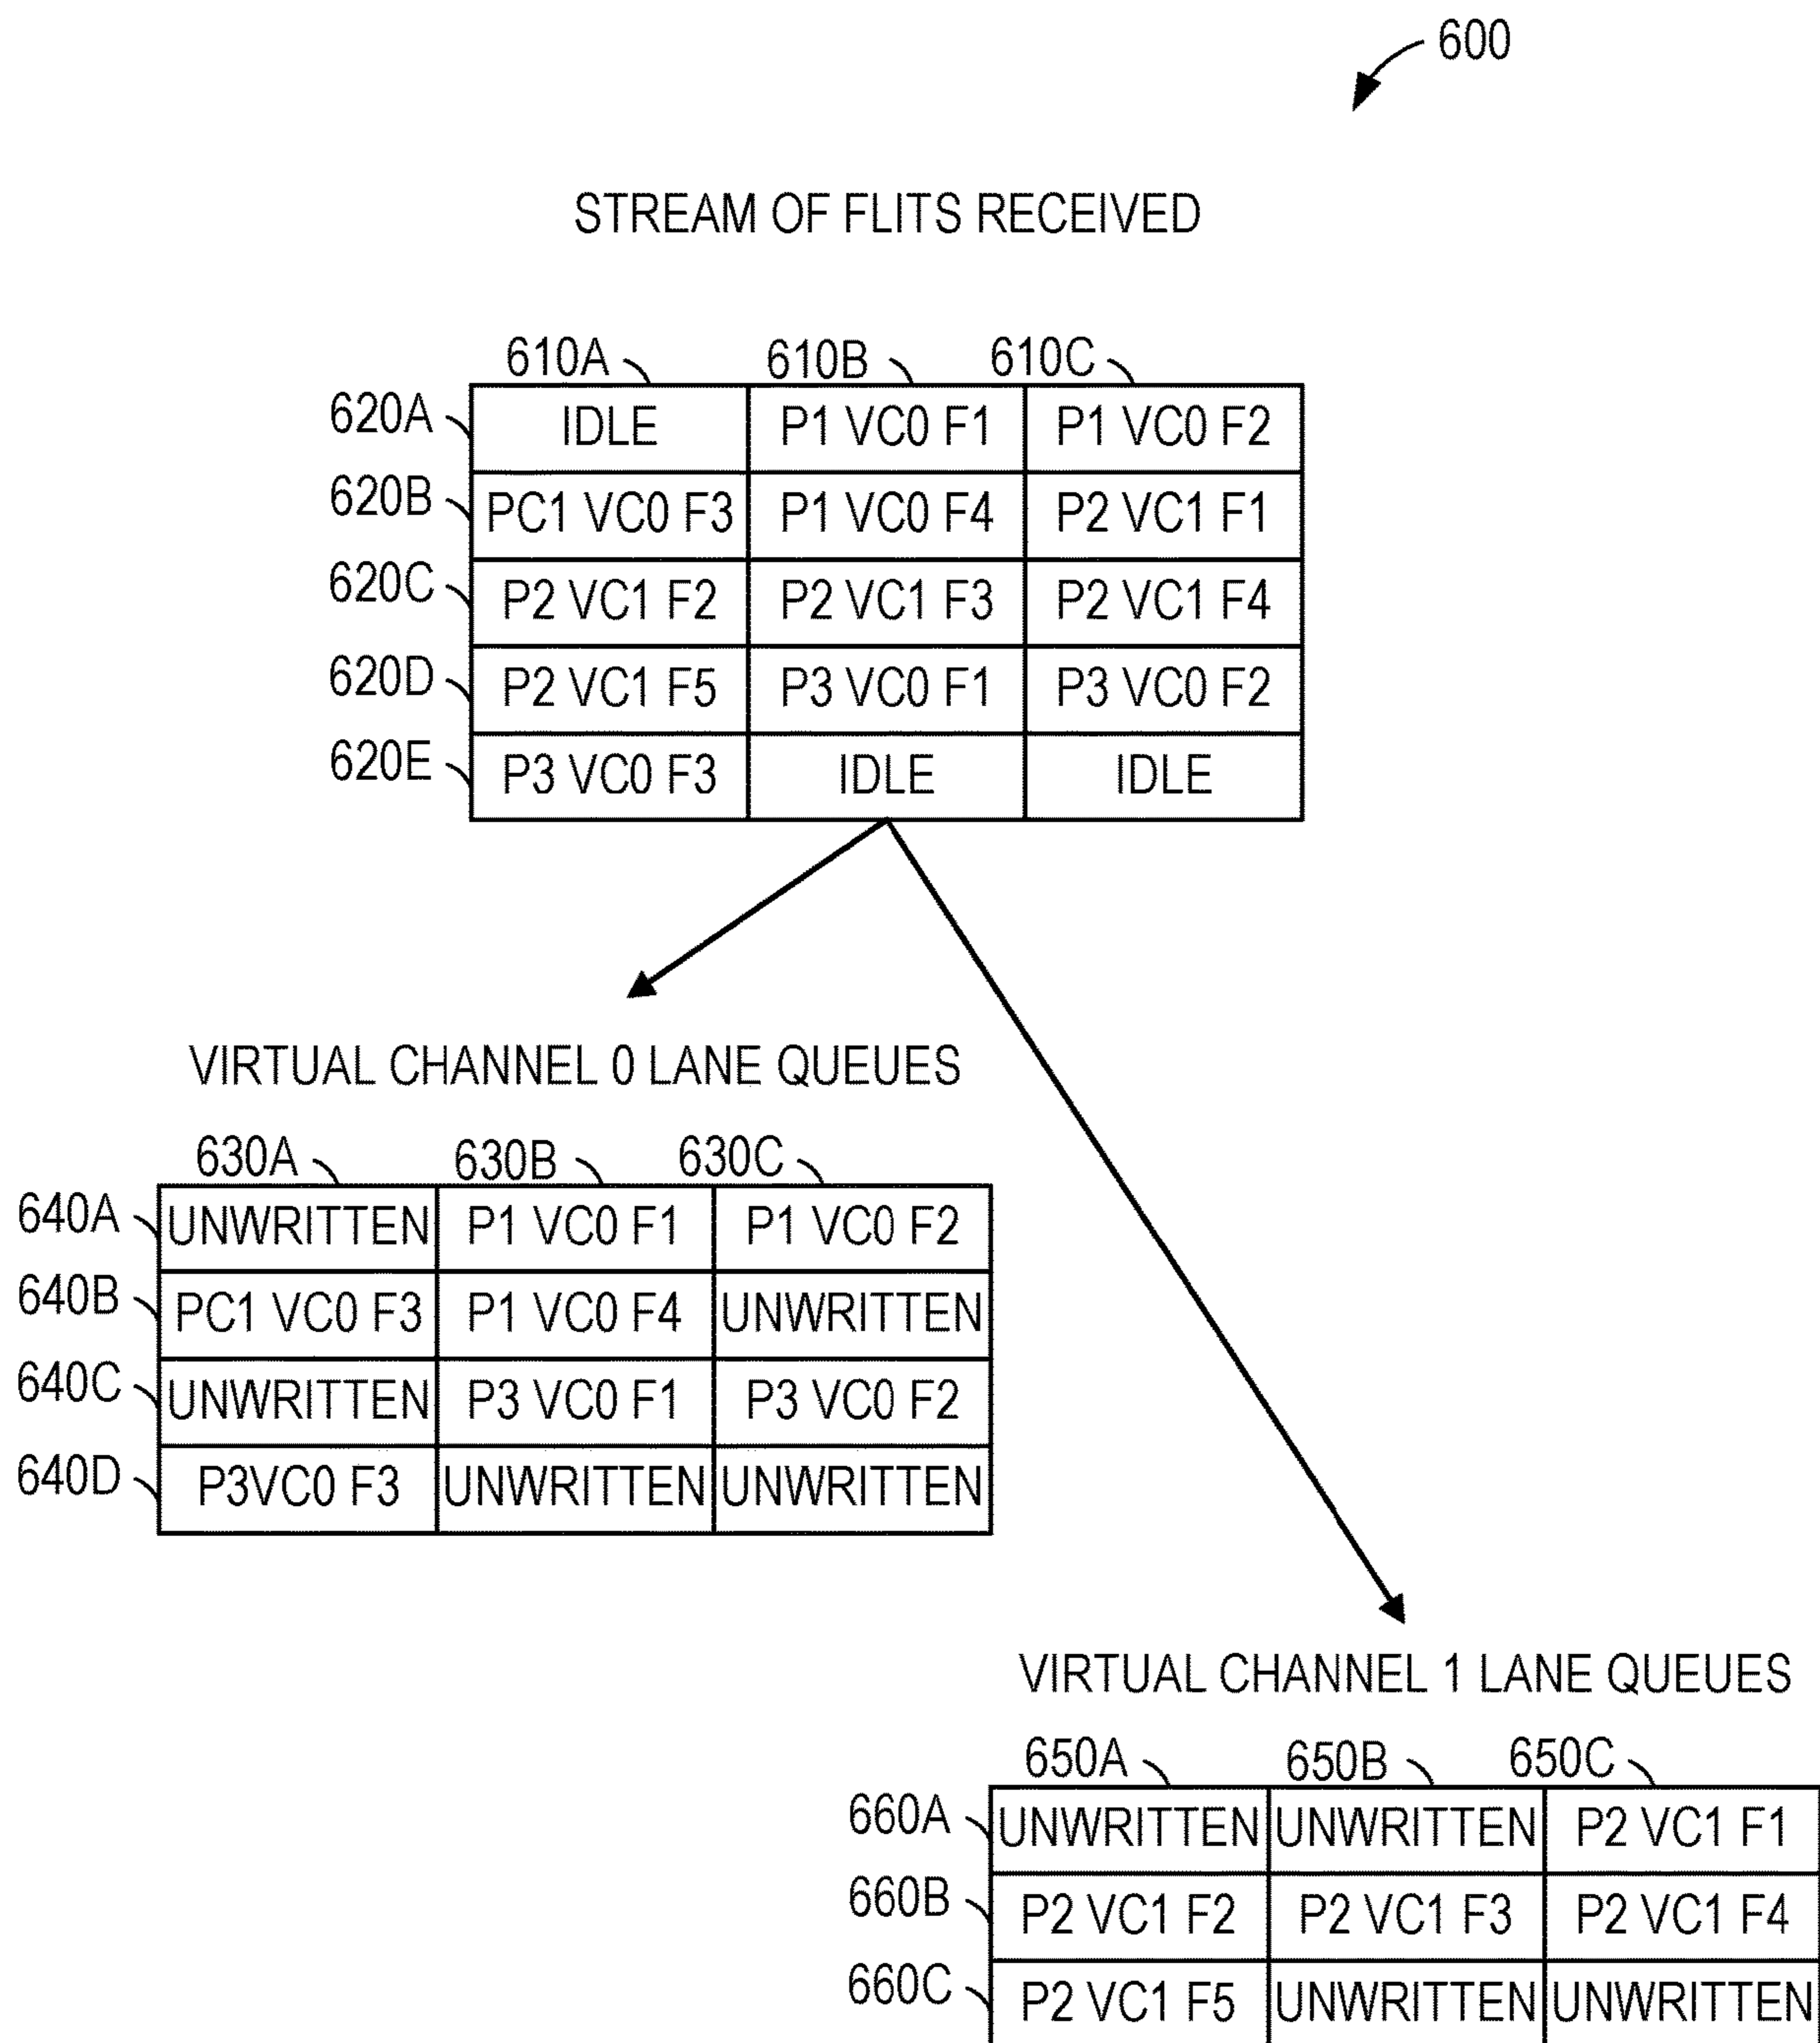 600
STREAM OF FLITS RECEIVED
610A 610B 610C
620A IDLE P1 VC0 F1 P1 VC0 F2
620B PC1 VC0 F3 P1 VC0 F4 P2 VC1 F1
620C P2 VC1 F2 P2 VC1 F3 P2 VC1 F4
620D P2 VC1 F5 P3 VC0 F1 P3 VC0 F2
620E P3 VC0 F3 IDLE IDLE
VIRTUAL CHANNEL 0 LANE QUEUES
630A 630B 630C
640A UNWRITTEN P1 VC0 F1 P1 VC0 F2
640B PC1 VC0 F3 P1 VC0 F4 UNWRITTEN
640C UNWRITTEN P3 VC0 F1 P3 VC0 F2
640D P3VC0 F3 UNWRITTEN UNWRITTEN
VIRTUAL CHANNEL 1 LANE QUEUES
650A 650B 650C
660A UNWRITTEN UNWRITTEN P2 VC1 F1
660B P2 VC1 F2 P2 VC1 F3 P2 VC1 F4
660C P2 VC1 F5 UNWRITTEN UNWRITTEN